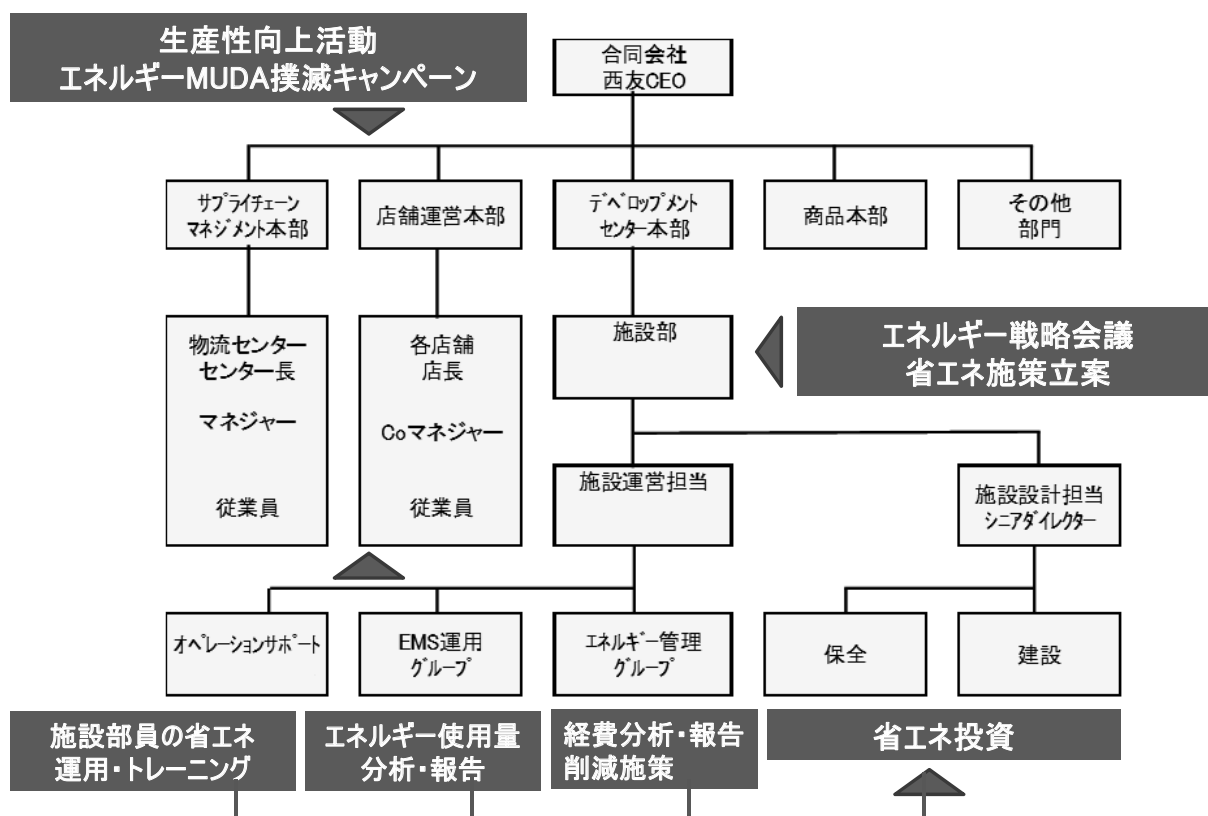 生産性向上活動
エネルギーMUDA撲滅キャンペーン
合同会社
西友CEO
ｻﾌﾟﾗｲﾁｪｰﾝ
ﾏﾈｼﾞﾒﾝﾄ本部
店舗運営本部
ﾃﾞﾍﾞﾛｯﾌﾟﾒﾝﾄ
ｾﾝﾀｰ本部
商品本部
その他
部門
物流センター
センター長
マネジャー
従業員
各店舗
店長
Coマネジャー
従業員
施設部
エネルギー戦略会議
省エネ施策立案
施設運営担当
施設設計担当
ｼﾆｱﾀﾞｲﾚｸﾀｰ
ｵﾍﾟﾚｰｼｮﾝｻﾎﾟｰﾄ
EMS運用
ｸﾞﾙｰﾌﾟ
ｴﾈﾙｷﾞｰ管理
ｸﾞﾙｰﾌﾟ
保全
建設
施設部員の省エネ
運用・トレーニング
エネルギー使用量
分析・報告
経費分析・報告
削減施策
省エネ投資